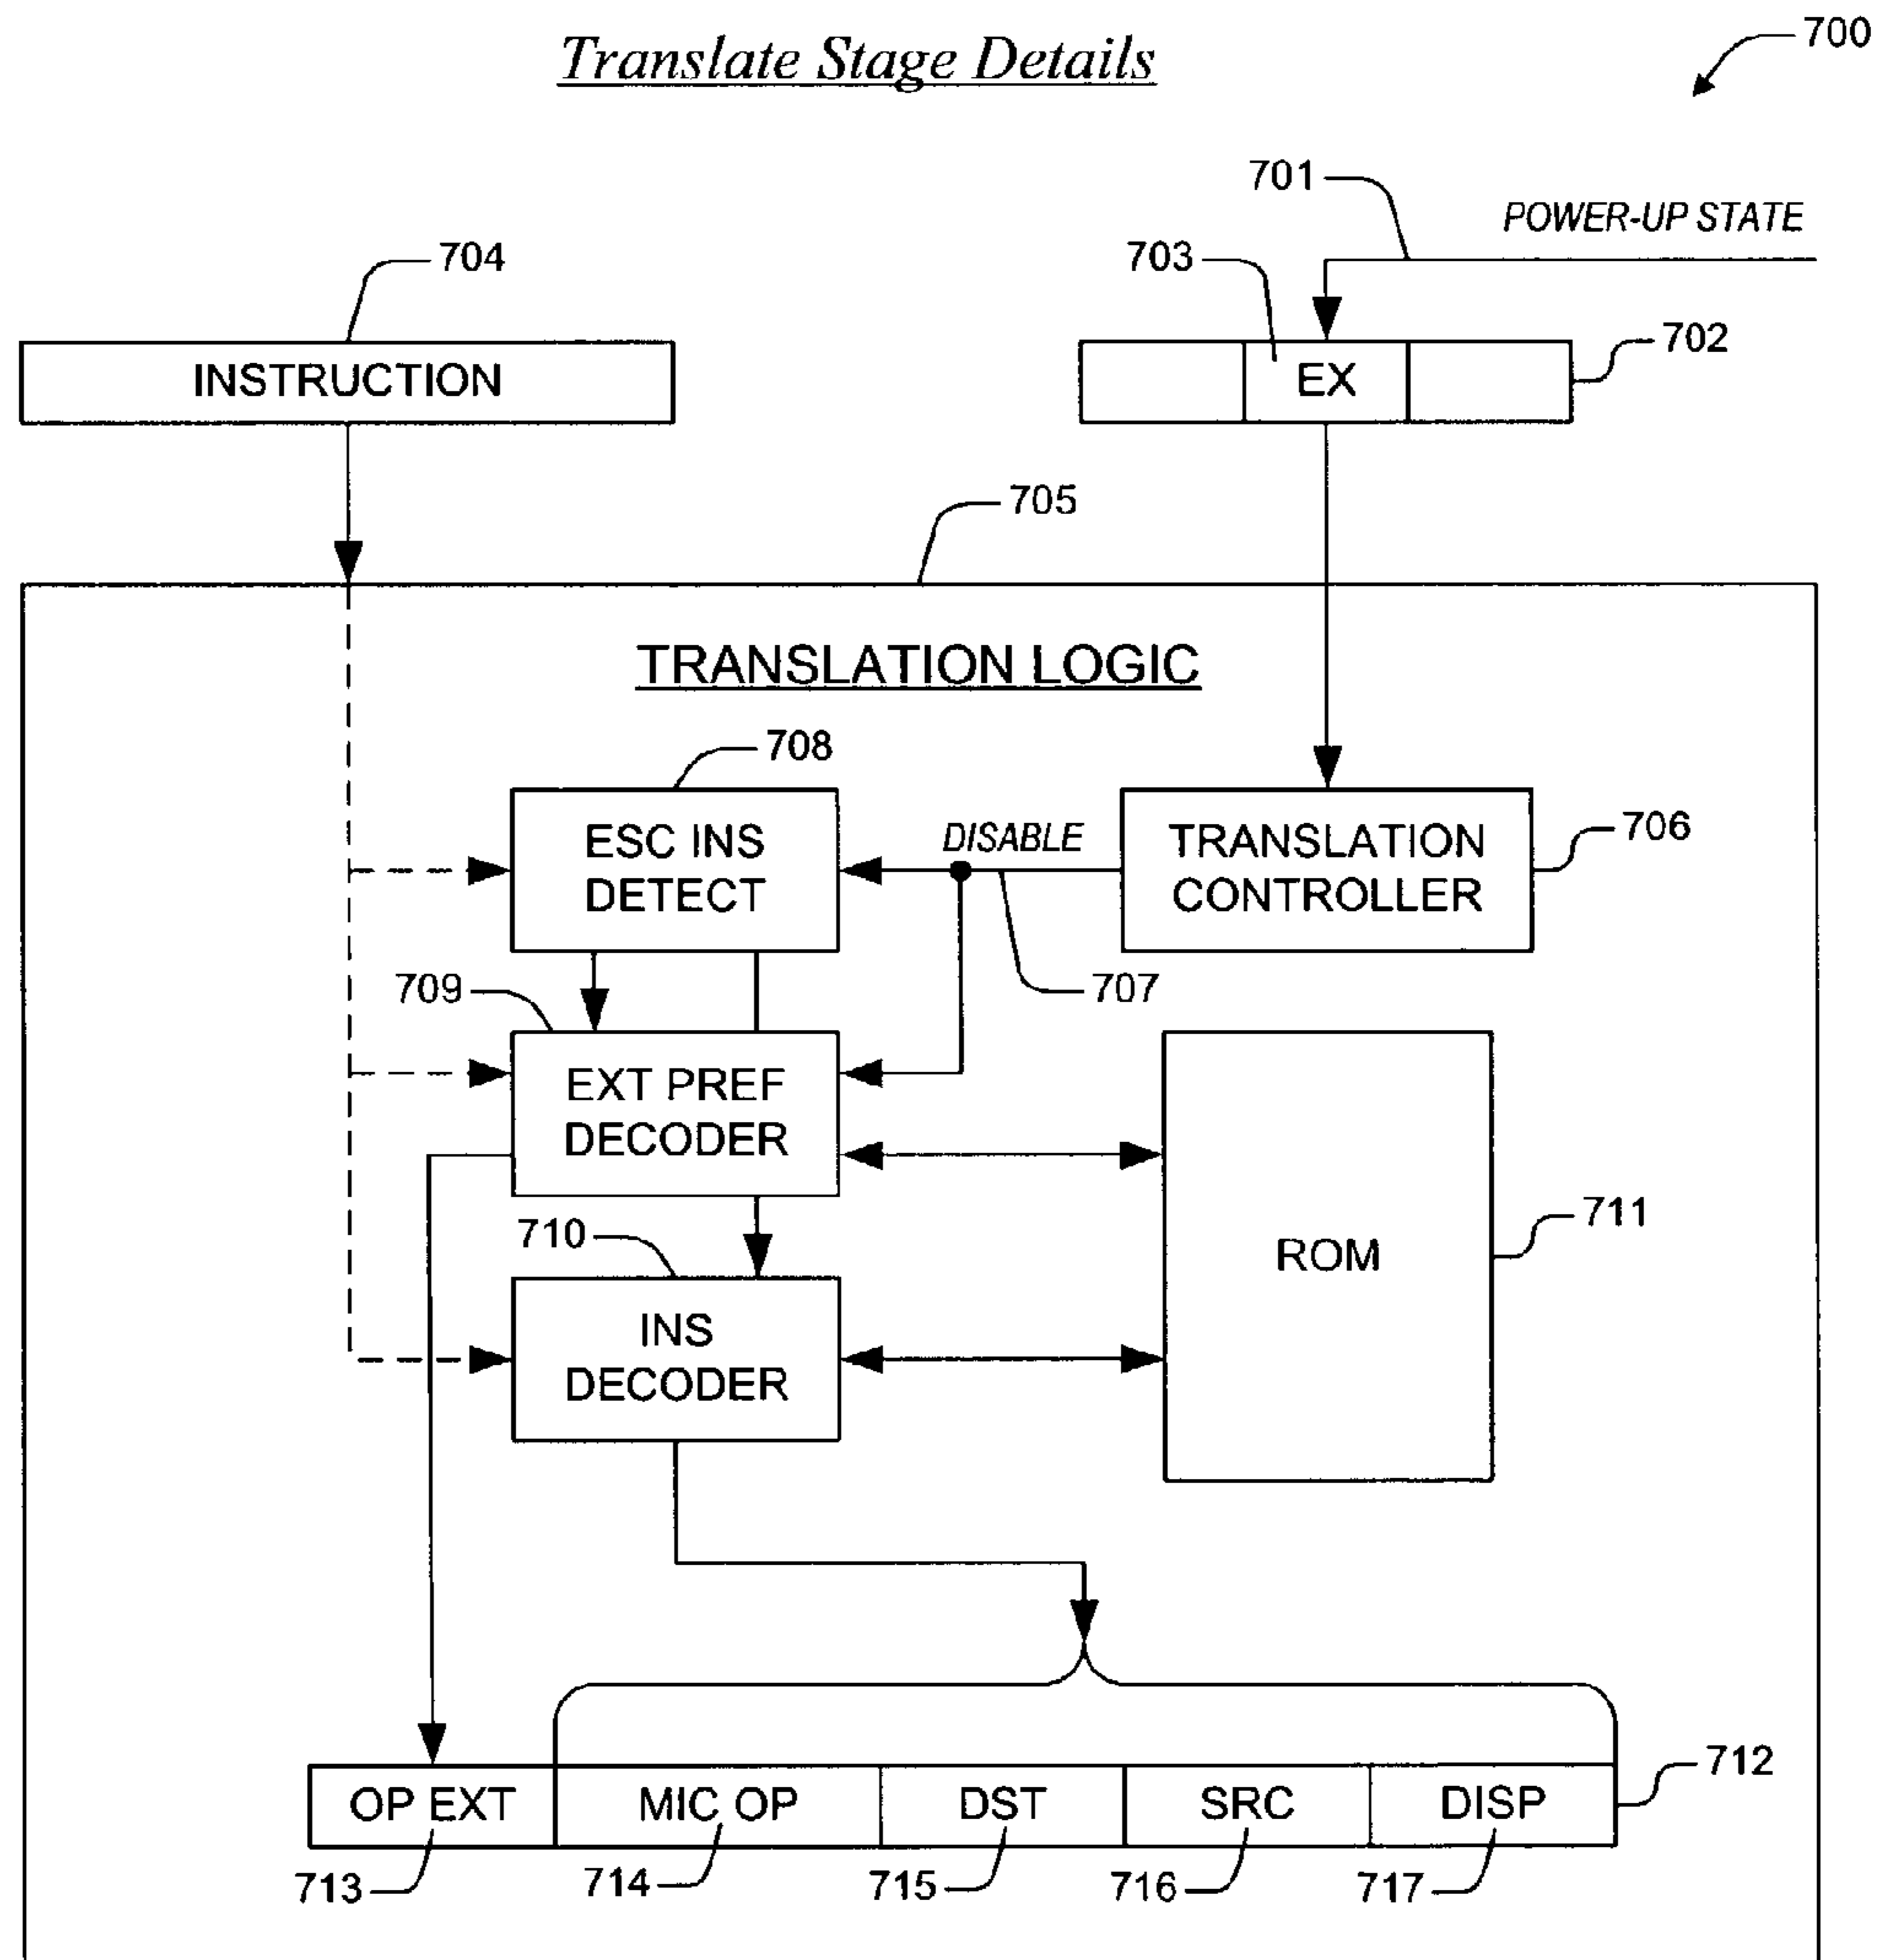 Translate Stage Details
700
701
POWER-UP STATE
704
703
702
INSTRUCTION
EX
705
TRANSLATION LOGIC
708
ESC INS
DETECT
DISABLE
TRANSLATION
CONTROLLER
706
709
707
EXT PREF
DECODER
710
711
ROM
INS
DECODER
712
OP EXT
MIC OP
DST
SRC
DISP
713
714
715
716
717